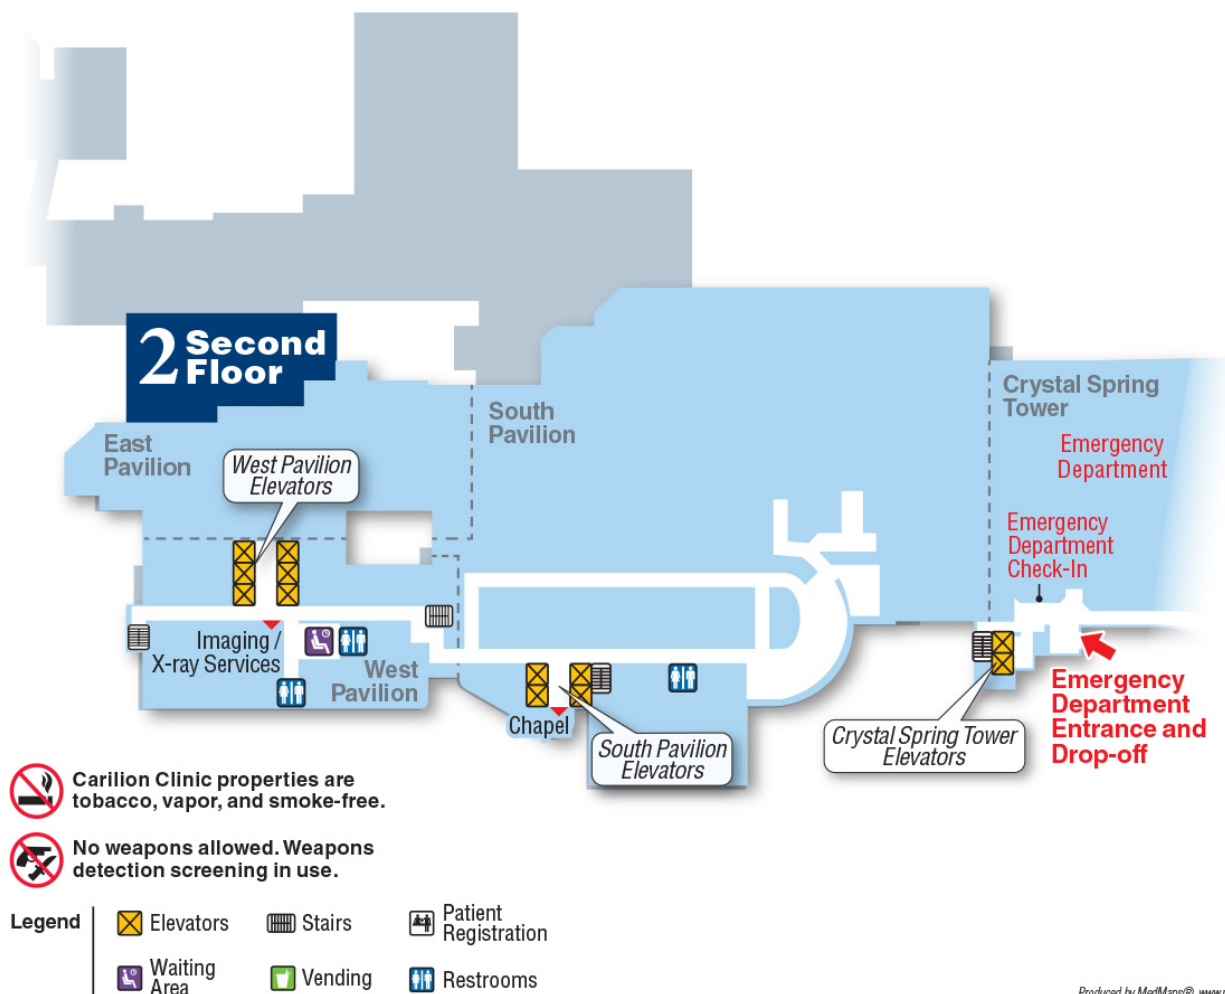 2 Second
Floor
East
Pavilion
West Pavilion
Elevators
South
Pavilion
Crystal Spring
Tower
Emergency
Department
Emergency
Department
Check-In
Imaging /
X-ray Services
West
Pavilion
Chapel
South Pavilion
Elevators
Crystal Spring Tower
Elevators
Emergency
Department
Entrance and
Drop-off
Carilion Clinic properties are
tobacco, vapor, and smoke-free.
No weapons allowed. Weapons
detection screening in use.
Legend
Elevators
Stairs
Patient
Registration
Waiting
Area
Vending
Restrooms
Produced by MedMaps®